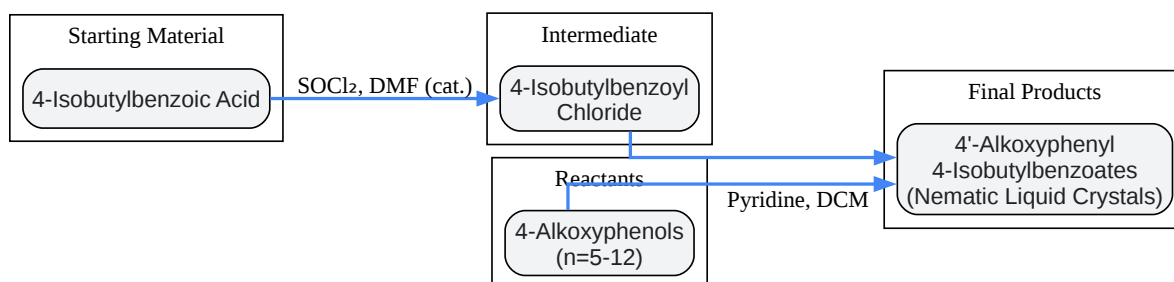 Starting Material
4-Isobutylbenzoic Acid
SOCl₂, DMF (cat.)
Intermediate
4-Isobutylbenzoyl
Chloride
Reactants
4-Alkoxyphenols
(n=5-12)
Pyridine, DCM
Final Products
4'-Alkoxyphenyl
4-Isobutylbenzoates
(Nematic Liquid Crystals)